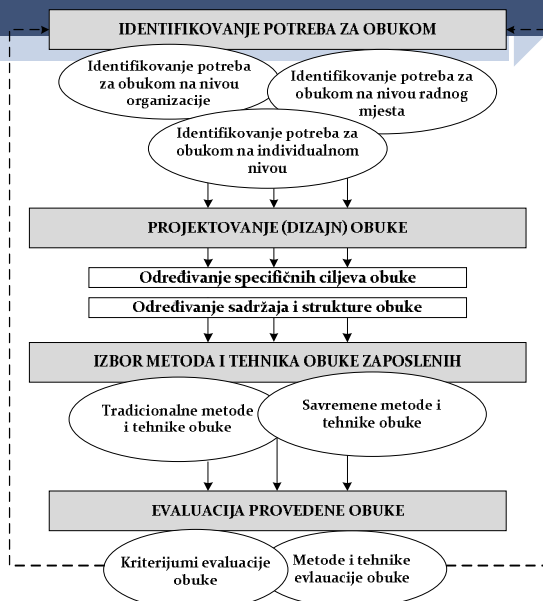 IDENTIFIKOVANJE POTREBA ZA OBUKOM
Identifikovanje potreba
za obukom na nivou
organizacije
Identifikovanje potreba za
obukom na nivou radnog
mjesta
Identifikovanje potreba za
obukom na individualnom
nivou
PROJEKTOVANJE (DIZAJN) OBUKE
Određivanje specifičnih ciljeva obuke
Određivanje sadržaja i strukture obuke
IZBOR METODA I TEHNIKA OBUKE ZAPOSLENIH
Tradicionalne metode
i tehnike obuke
Savremene metode i
tehnike obuke
EVALUACIJA PROVEDENE OBUKE
Kriterijumi evaluacije
obuke
Metode i tehnike
evlauacije obuke